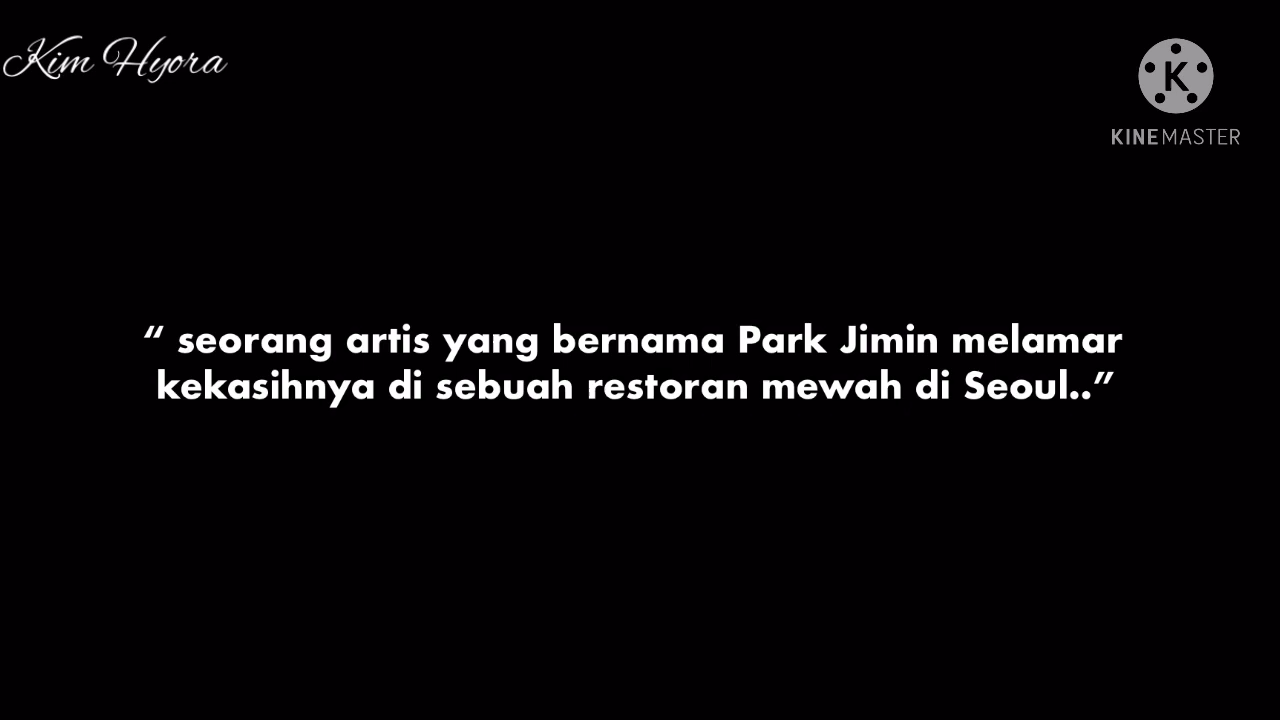 Kim Hyora
K
KINEMASTER
“ seorang artis yang bernama Park Jimin melamar
kekasihnya di sebuah restoran mewah di Seoul..”